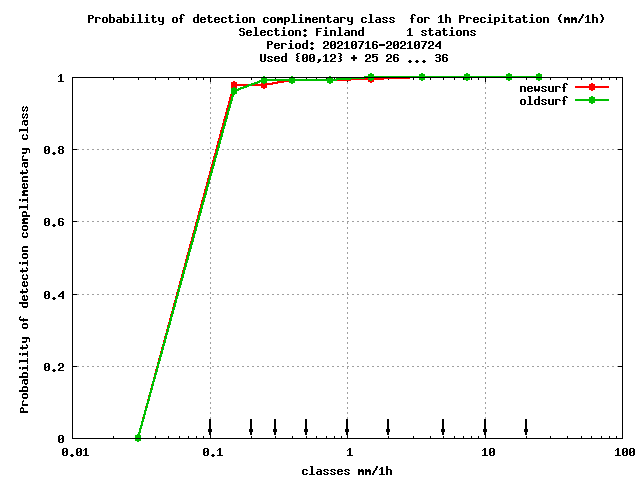 Probability of detection complimentary class  for 1h Precipitation (mm/1h)
Selection: Finland      1 stations
Period: 20210716-20210724
Used {00,12} + 25 26 ... 36
newsurf
oldsurf
Probability of detection complimentary class
1
0.8
0.6
0.4
0.2
0
0.01 0.1 1 10 100
classes mm/1h